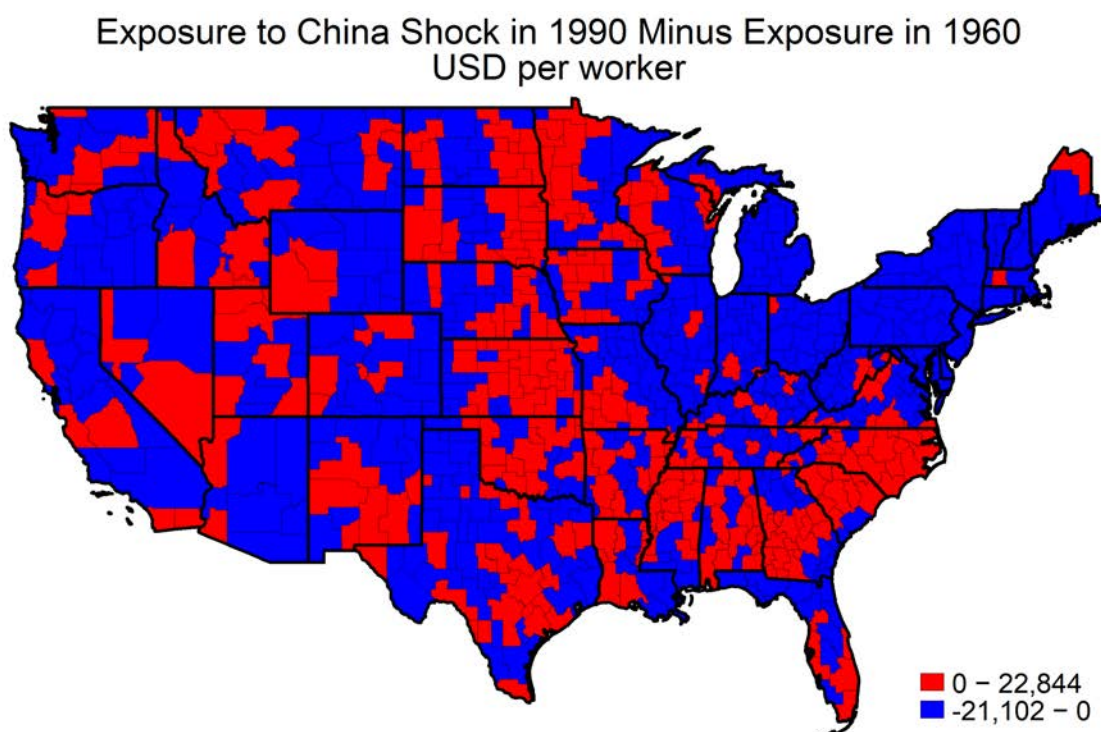 Exposure to China Shock in 1990 Minus Exposure in 1960
USD per worker
0 − 22,844
-21,102 − 0